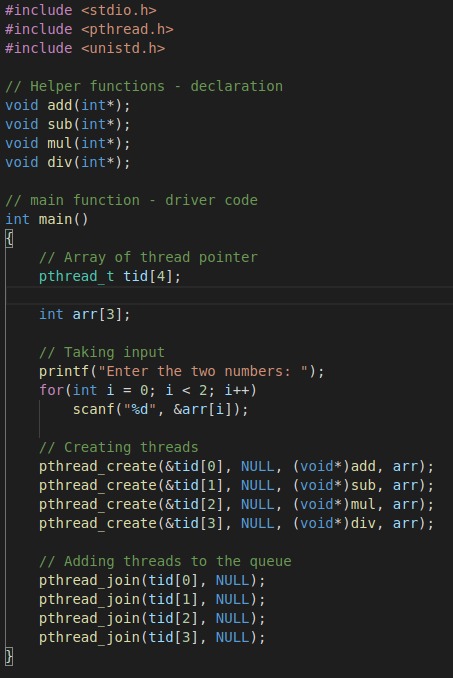 #include <stdio.h>
#include <pthread.h>
#include <unistd.h>

// Helper functions - declaration
void add(int*);
void sub(int*);
void mul(int*);
void div(int*);

// main function - driver code
int main()
{
    // Array of thread pointer
    pthread_t tid[4];

    int arr[3];

    // Taking input
    printf("Enter the two numbers: ");
    for(int i = 0; i < 2; i++)
        scanf("%d", &arr[i]);

    // Creating threads
    pthread_create(&tid[0], NULL, (void*)add, arr);
    pthread_create(&tid[1], NULL, (void*)sub, arr);
    pthread_create(&tid[2], NULL, (void*)mul, arr);
    pthread_create(&tid[3], NULL, (void*)div, arr);

    // Adding threads to the queue
    pthread_join(tid[0], NULL);
    pthread_join(tid[1], NULL);
    pthread_join(tid[2], NULL);
    pthread_join(tid[3], NULL);
}